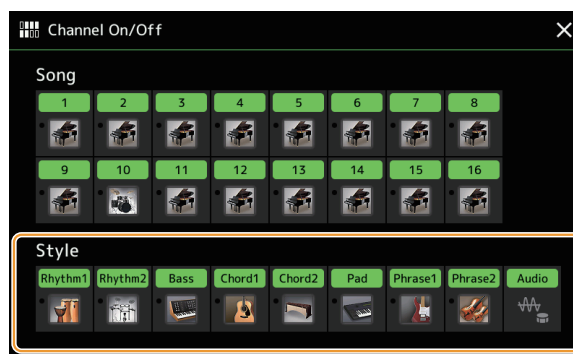 Channel On/Off
Song
1 2 3 4 5 6 7 8
9 10 11 12 13 14 15 16
Style
Rhythm1 Rhythm2 Bass Chord1 Chord2 Pad Phrase1 Phrase2 Audio